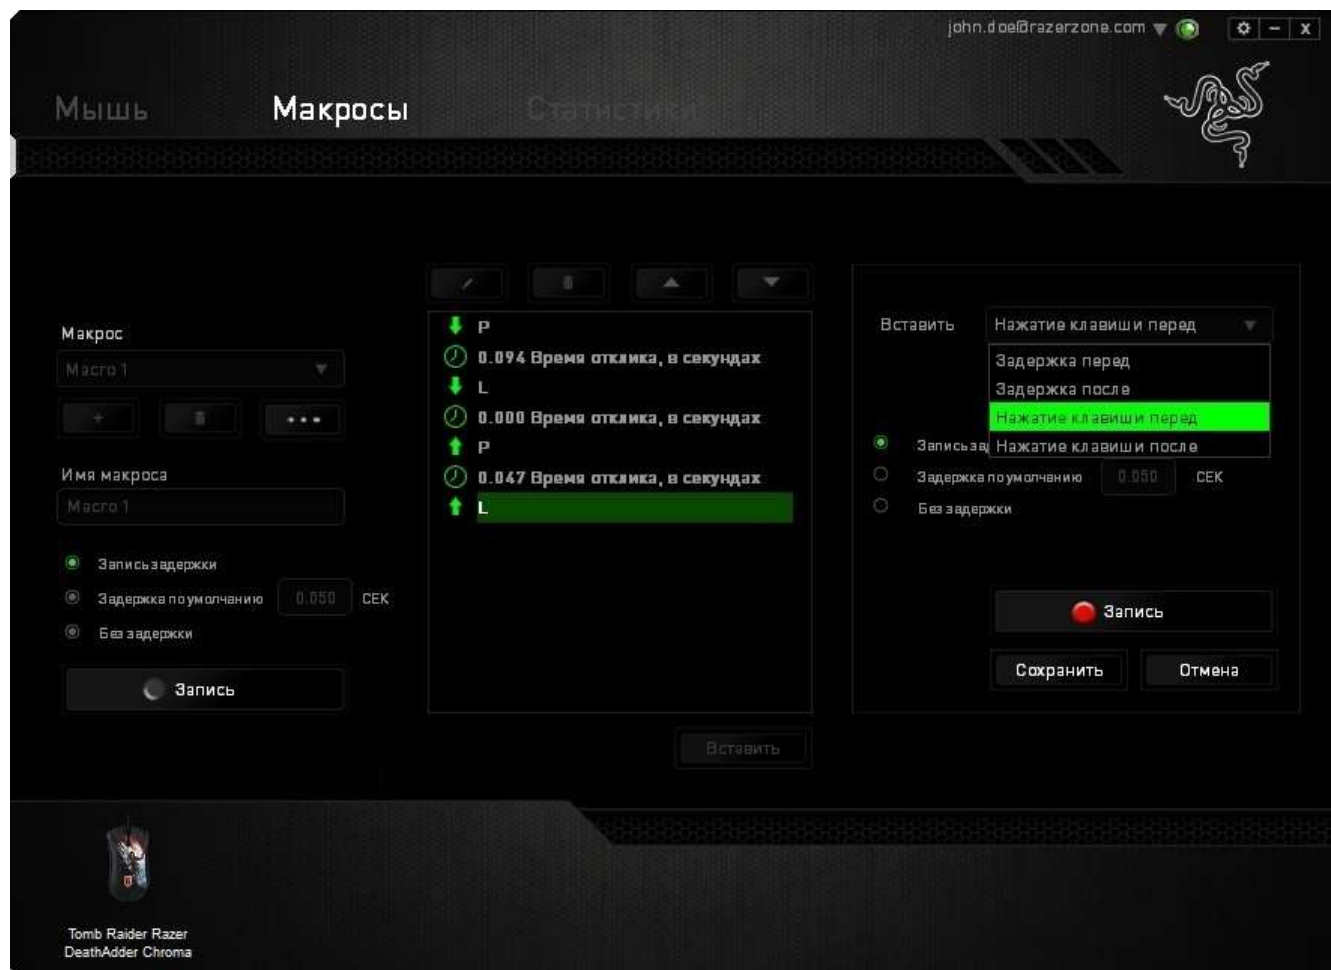 john.doe@razerzone.com
Мышь Макросы Статистики
Вставить Нажатие клавиши перед
Задержка перед
Задержка после
Нажатие клавиши перед
Нажатие клавиши после
Макрос
Macro 1
Имя макроса
Macro 1
Запись задержки
Задержка по умолчанию 0.050 СЕК
Без задержки
Запись
P
0.094 Время отклика, в секундах
L
0.000 Время отклика, в секундах
P
0.047 Время отклика, в секундах
L
Вставить
Задержка по умолчанию 0.050 СЕК
Без задержки
Запись
Сохранить Отмена
Tomb Raider Razer
DeathAdder Chroma